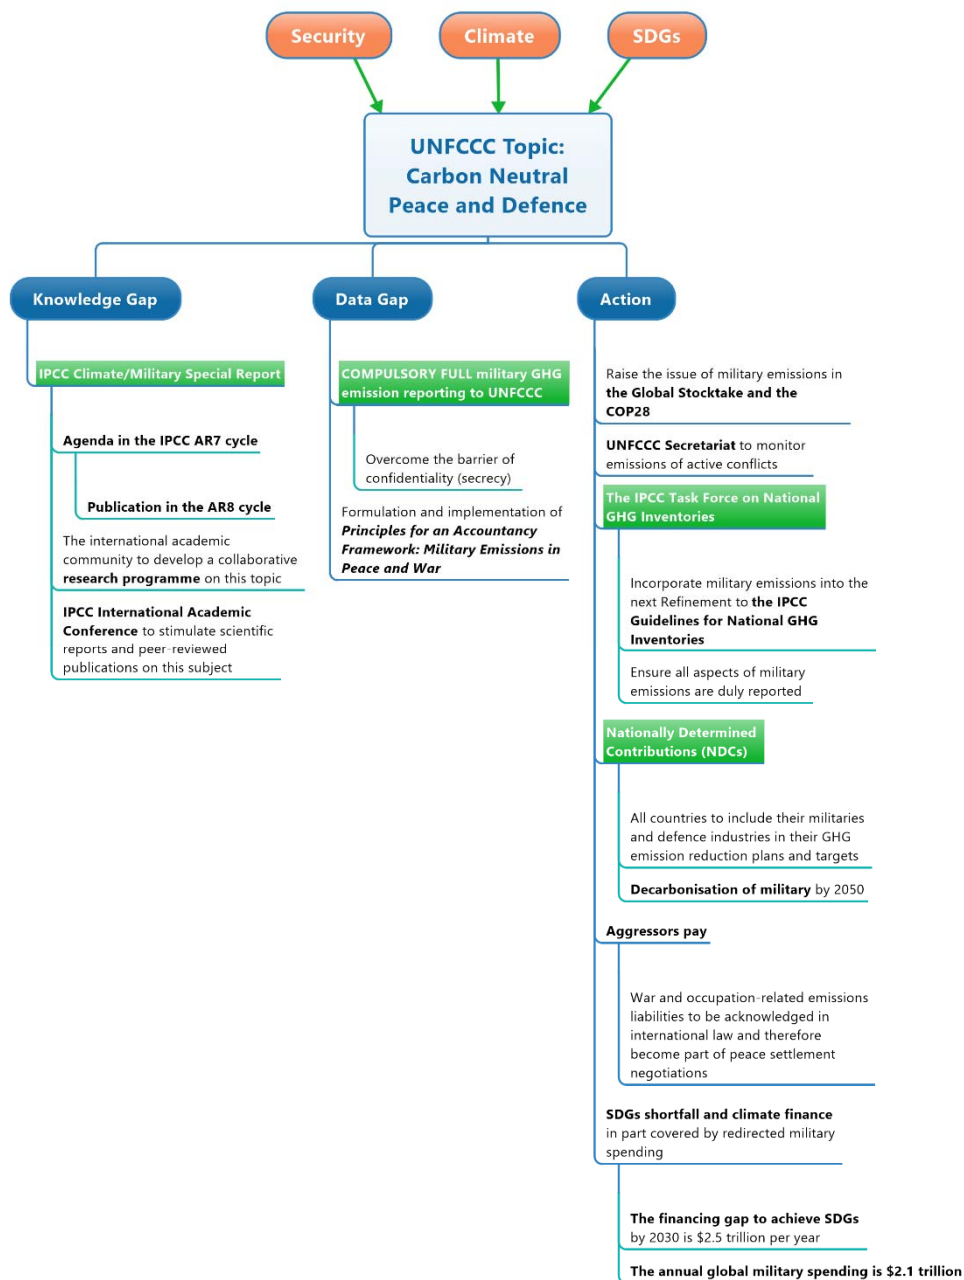 Security
Climate
SDGs
UNFCCC Topic:
Carbon Neutral
Peace and Defence
Knowledge Gap
IPCC Climate/Military Special Report
Agenda in the IPCC AR7 cycle
Publication in the AR8 cycle
The international academic
community to develop a collaborative
research programme on this topic
IPCC International Academic
Conference to stimulate scientific
reports and peer-reviewed
publications on this subject
Data Gap
COMPULSORY FULL military GHG
emission reporting to UNFCCC
Overcome the barrier of
confidentiality (secrecy)
Formulation and implementation of
Principles for an Accountancy
Framework: Military Emissions in
Peace and War
Action
Raise the issue of military emissions in
the Global Stocktake and the
COP28
UNFCCC Secretariat to monitor
emissions of active conflicts
The IPCC Task Force on National
GHG Inventories
Incorporate military emissions into the
next Refinement to the IPCC
Guidelines for National GHG
Inventories
Ensure all aspects of military
emissions are duly reported
Nationally Determined
Contributions (NDCs)
All countries to include their militaries
and defence industries in their GHG
emission reduction plans and targets
Decarbonisation of military by 2050
Aggressors pay
War and occupation-related emissions
liabilities to be acknowledged in
international law and therefore
become part of peace settlement
negotiations
SDGs shortfall and climate finance
in part covered by redirected military
spending
The financing gap to achieve SDGs
by 2030 is $2.5 trillion per year
The annual global military spending is $2.1 trillion